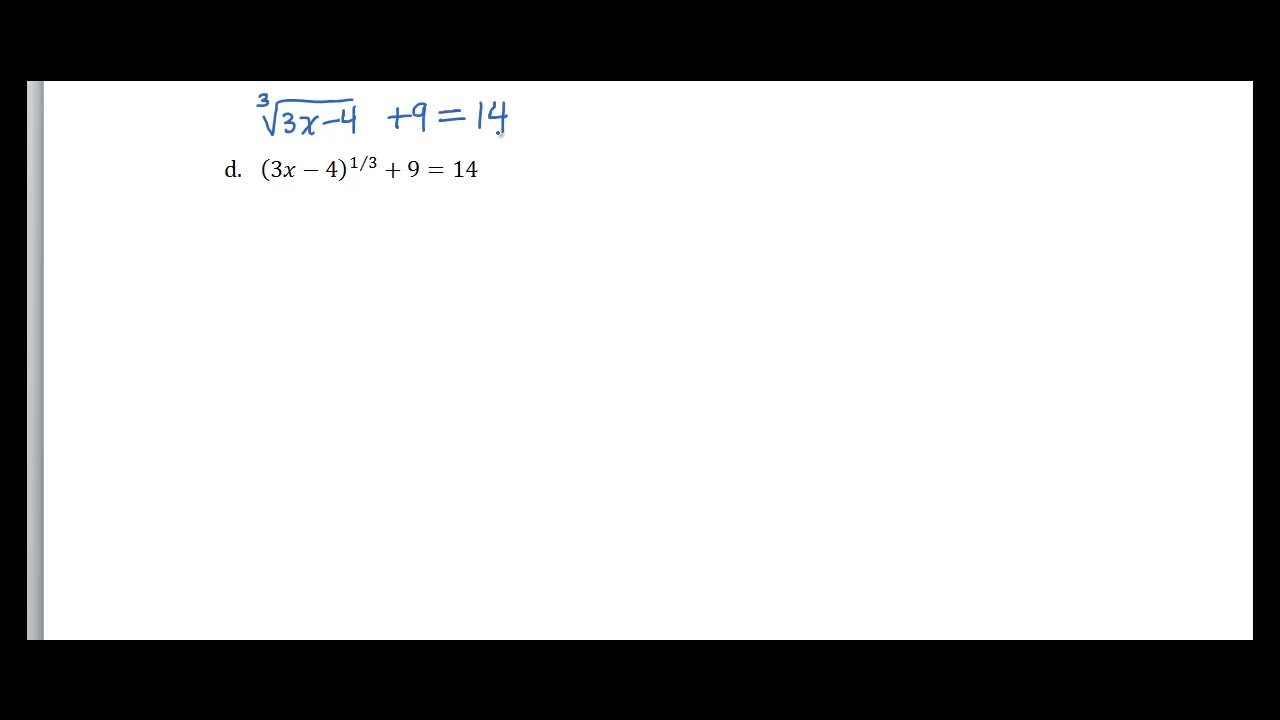 ∛(3x−4) +9 = 14
d. (3x − 4)^{1/3} + 9 = 14